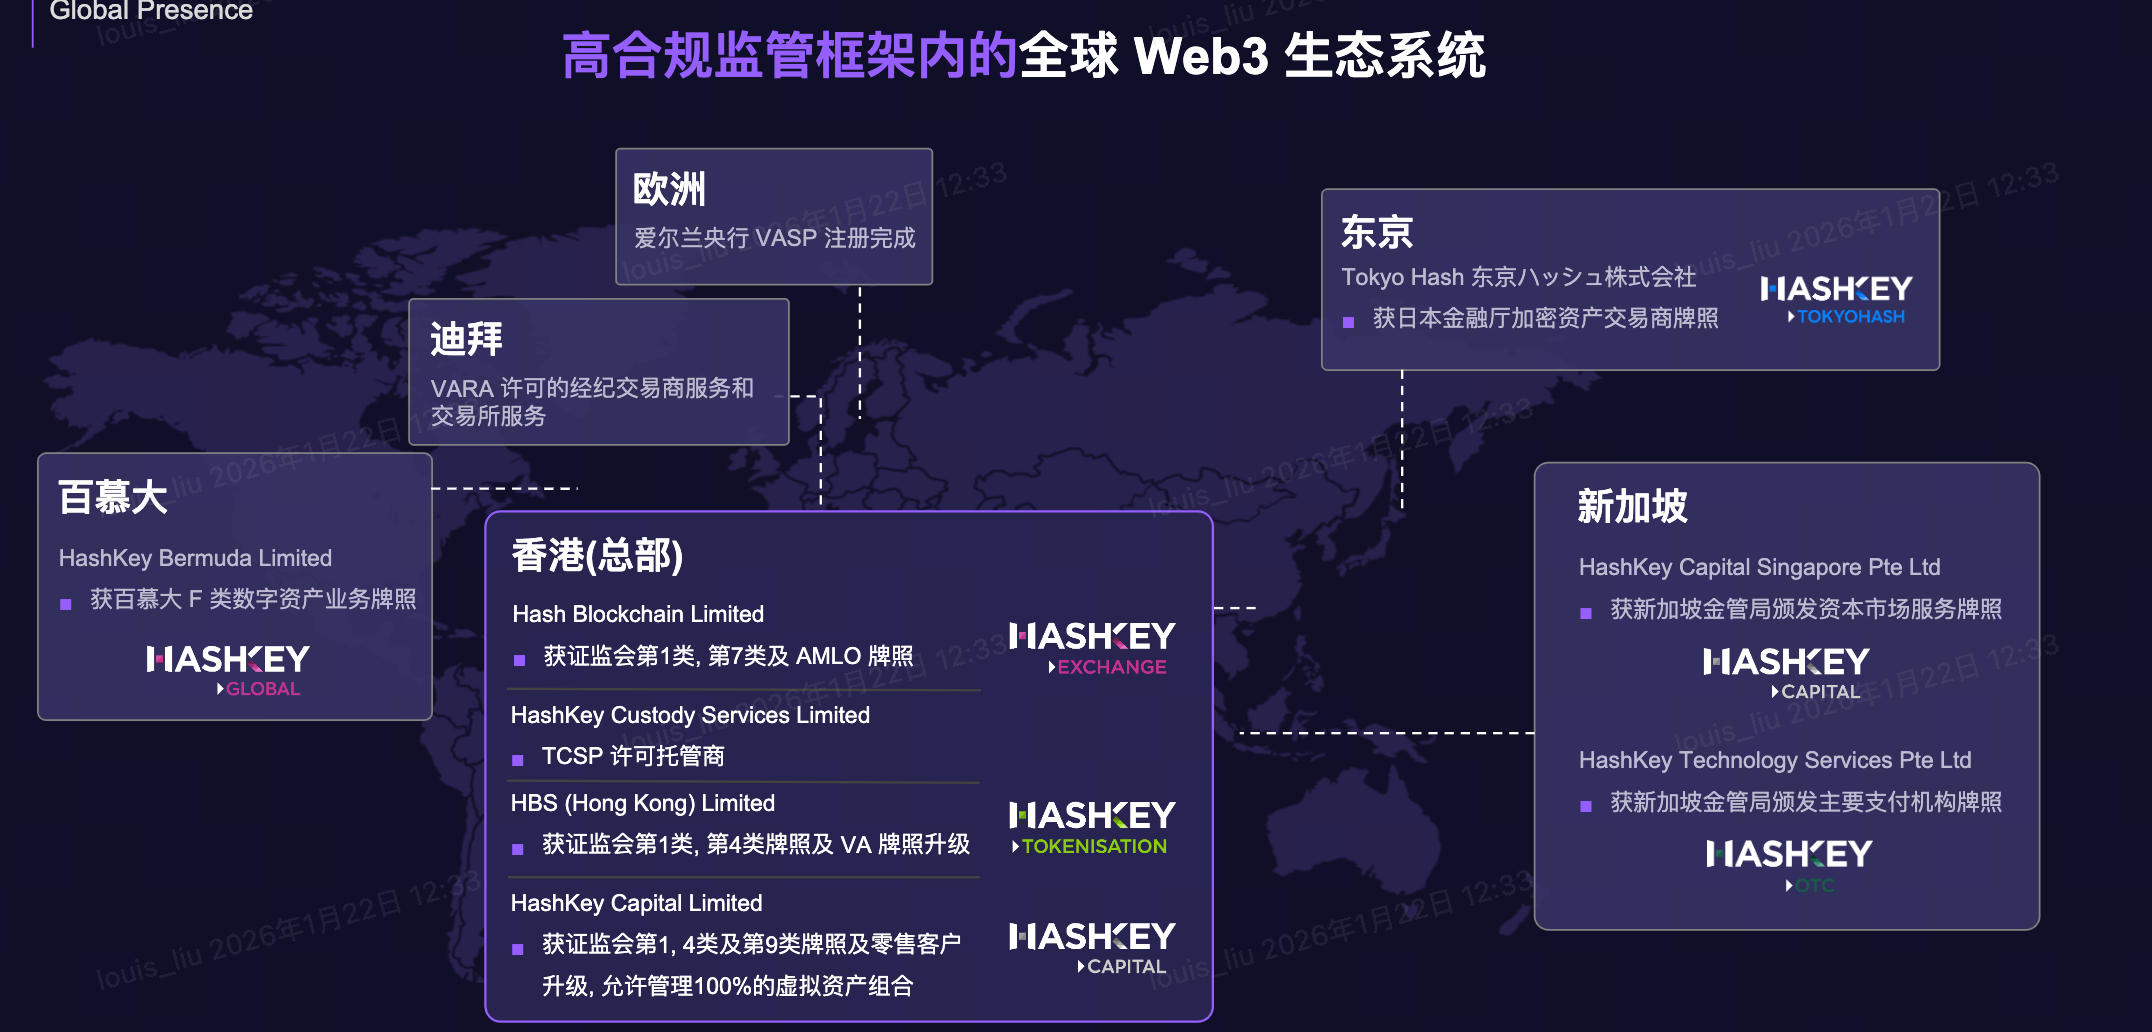 Global Presence
高合规监管框架内的全球 Web3 生态系统
欧洲
爱尔兰央行 VASP 注册完成
迪拜
VARA 许可的经纪交易商服务和
交易所服务
百慕大
HashKey Bermuda Limited
获百慕大 F 类数字资产业务牌照
HASHKEY
GLOBAL
香港(总部)
Hash Blockchain Limited
获证监会第1类, 第7类及 AMLO 牌照
HASHKEY
EXCHANGE
HashKey Custody Services Limited
TCSP 许可托管商
HBS (Hong Kong) Limited
获证监会第1类, 第4类牌照及 VA 牌照升级
HASHKEY
TOKENISATION
HashKey Capital Limited
获证监会第1, 4类及第9类牌照及零售客户
升级, 允许管理100%的虚拟资产组合
HASHKEY
CAPITAL
东京
Tokyo Hash 东京ハッシュ株式会社
获日本金融厅加密资产交易商牌照
HASHKEY
TOKYOHASH
新加坡
HashKey Capital Singapore Pte Ltd
获新加坡金管局颁发资本市场服务牌照
HASHKEY
CAPITAL
HashKey Technology Services Pte Ltd
获新加坡金管局颁发主要支付机构牌照
HASHKEY
OTC
louis_liu 2026年1月22日 12:33